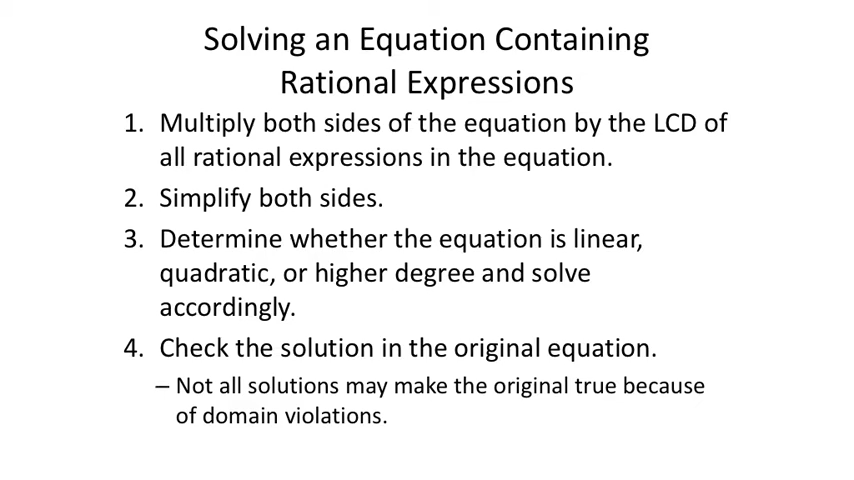 Solving an Equation Containing
Rational Expressions
1. Multiply both sides of the equation by the LCD of
all rational expressions in the equation.
2. Simplify both sides.
3. Determine whether the equation is linear,
quadratic, or higher degree and solve
accordingly.
4. Check the solution in the original equation.
– Not all solutions may make the original true because
of domain violations.